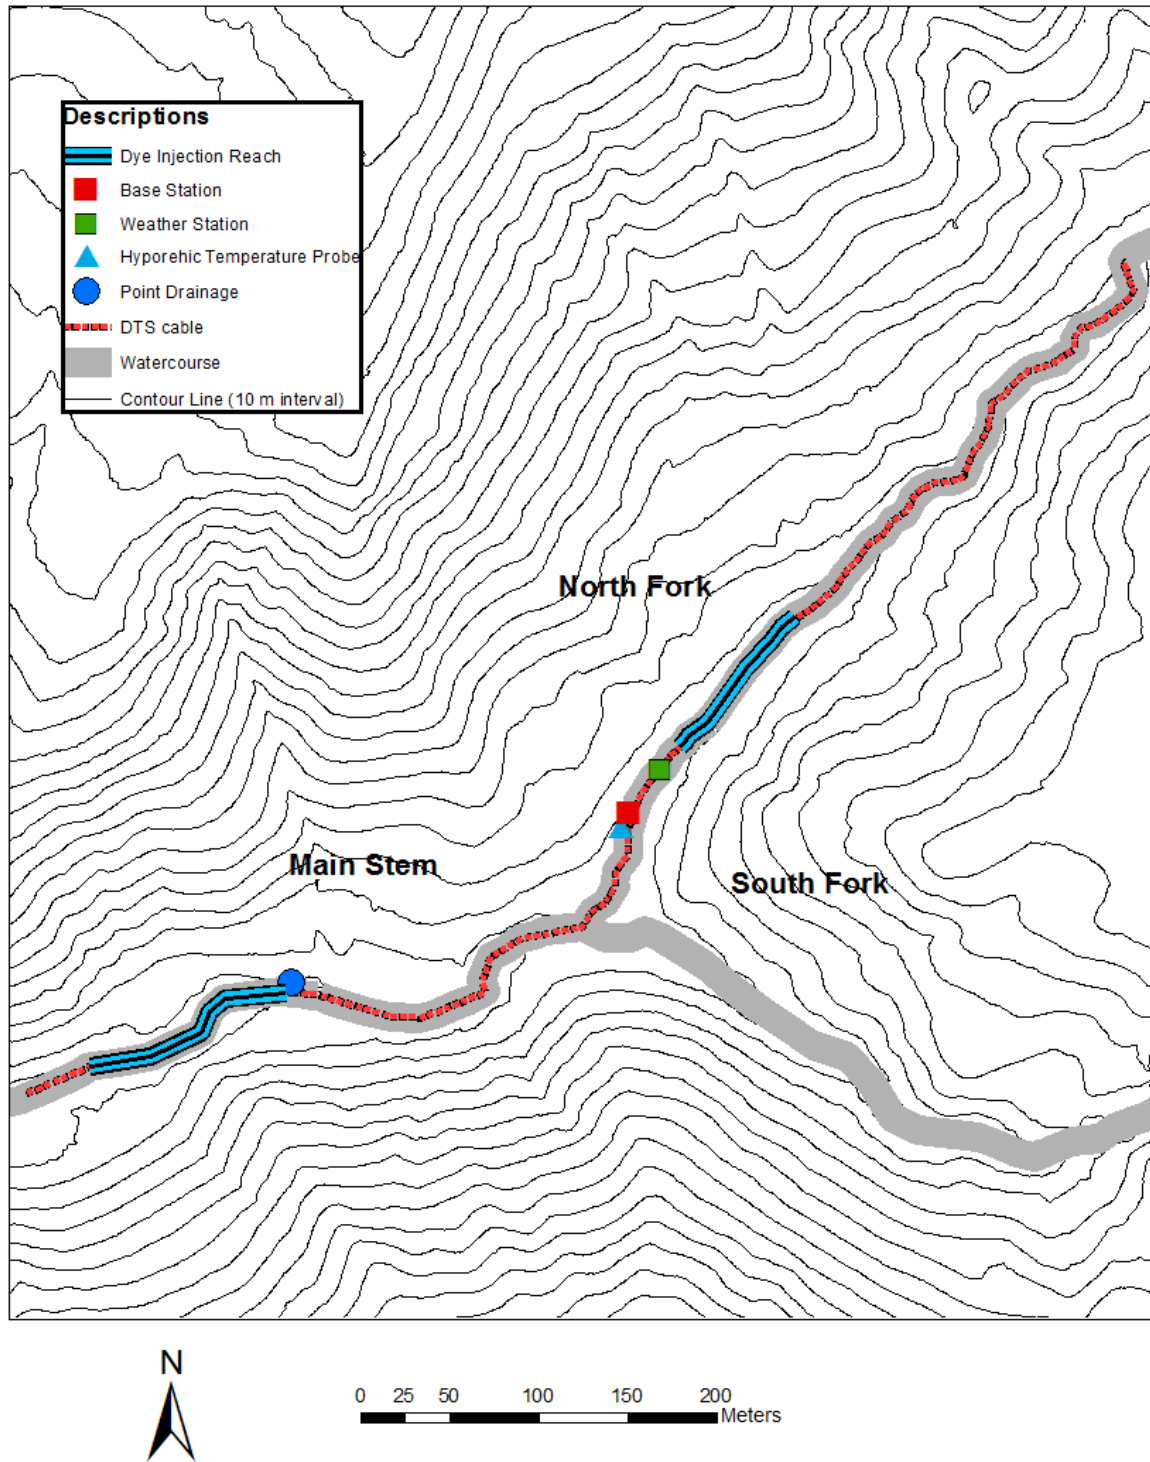 Descriptions
Dye Injection Reach
Base Station
Weather Station
Hyporehic Temperature Probe
Point Drainage
DTS cable
Watercourse
Contour Line (10 m interval)
North Fork
Main Stem
South Fork
N
0 25 50 100 150 200
Meters